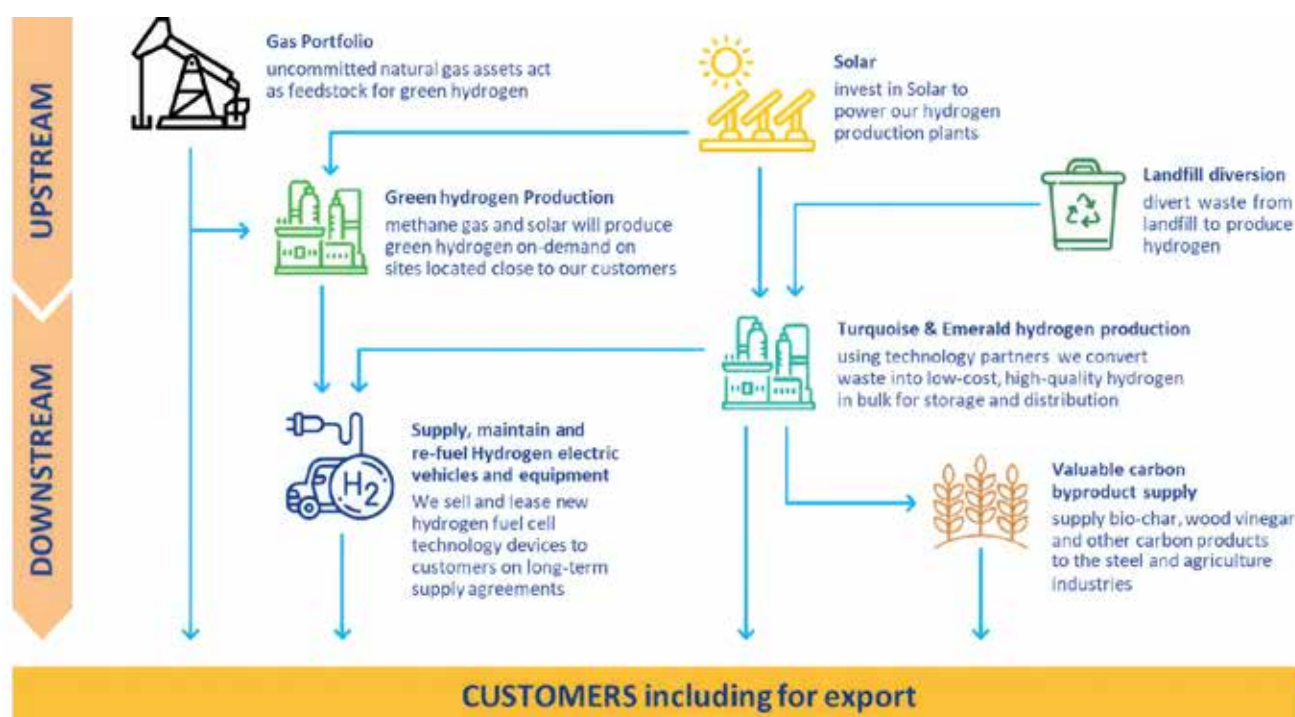 UPSTREAM
DOWNSTREAM
Gas Portfolio
uncommitted natural gas assets act
as feedstock for green hydrogen
Solar
invest in Solar to
power our hydrogen
production plants
Landfill diversion
divert waste from
landfill to produce
hydrogen
Green hydrogen Production
methane gas and solar will produce
green hydrogen on-demand on
sites located close to our customers
Turquoise & Emerald hydrogen production
using technology partners we convert
waste into low-cost, high-quality hydrogen
in bulk for storage and distribution
H2
Supply, maintain and
re-fuel Hydrogen electric
vehicles and equipment
We sell and lease new
hydrogen fuel cell
technology devices to
customers on long-term
supply agreements
Valuable carbon
byproduct supply
supply bio-char, wood vinegar
and other carbon products
to the steel and agriculture
industries
CUSTOMERS including for export